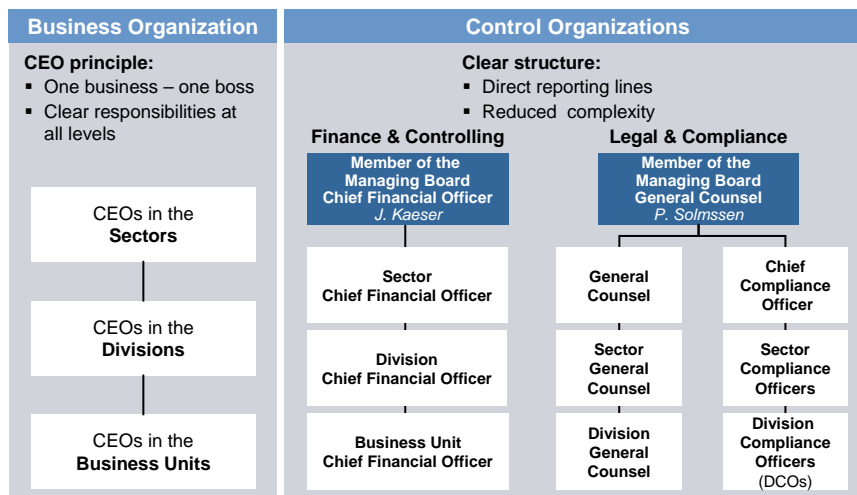 Business Organization
CEO principle:
▪ One business – one boss
▪ Clear responsibilities at
all levels
CEOs in the
Sectors
CEOs in the
Divisions
CEOs in the
Business Units
Control Organizations
Clear structure:
▪ Direct reporting lines
▪ Reduced complexity
Finance & Controlling
Member of the
Managing Board
Chief Financial Officer
J. Kaeser
Sector
Chief Financial Officer
Division
Chief Financial Officer
Business Unit
Chief Financial Officer
Legal & Compliance
Member of the
Managing Board
General Counsel
P. Solmssen
General
Counsel
Sector
General
Counsel
Division
General
Counsel
Chief
Compliance
Officer
Sector
Compliance
Officers
Division
Compliance
Officers
(DCOs)